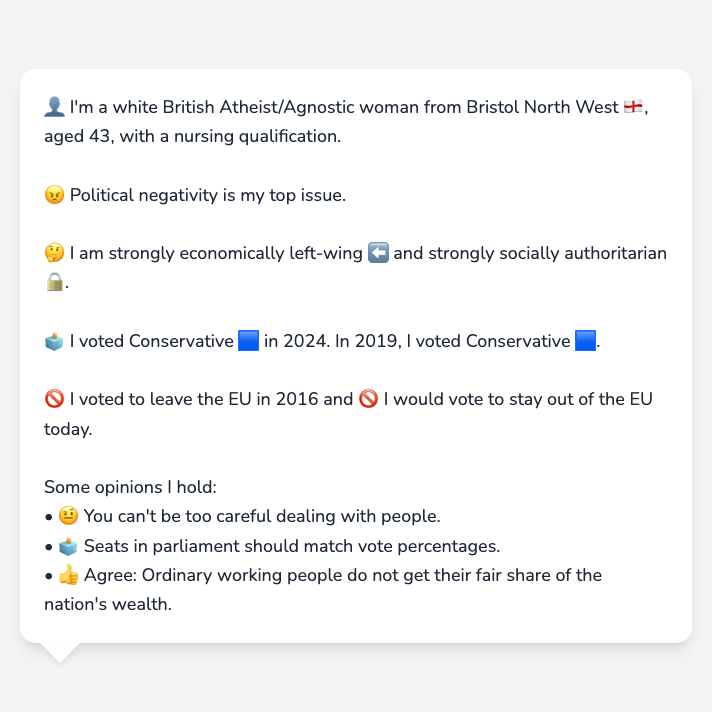 👤 I'm a white British Atheist/Agnostic woman from Bristol North West 🏴󠁧󠁢󠁥󠁮󠁧󠁿,
aged 43, with a nursing qualification.
😠 Political negativity is my top issue.
🤔 I am strongly economically left-wing ⬅️ and strongly socially authoritarian
🔒.
🗳️ I voted Conservative 🟦 in 2024. In 2019, I voted Conservative 🟦.
🚫 I voted to leave the EU in 2016 and 🚫 I would vote to stay out of the EU
today.
Some opinions I hold:
• 🤨 You can't be too careful dealing with people.
• 🗳️ Seats in parliament should match vote percentages.
• 👍 Agree: Ordinary working people do not get their fair share of the
nation's wealth.